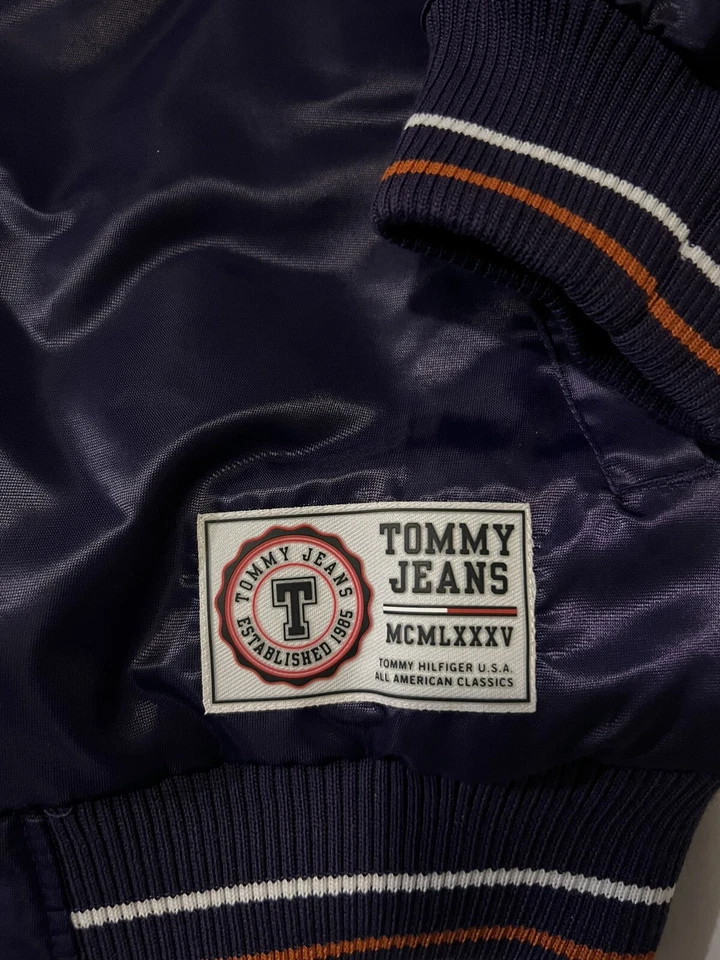 TOMMY JEANS
ESTABLISHED 1985
T
TOMMY
JEANS
MCMLXXXV
TOMMY HILFIGER U.S.A.
ALL AMERICAN CLASSICS